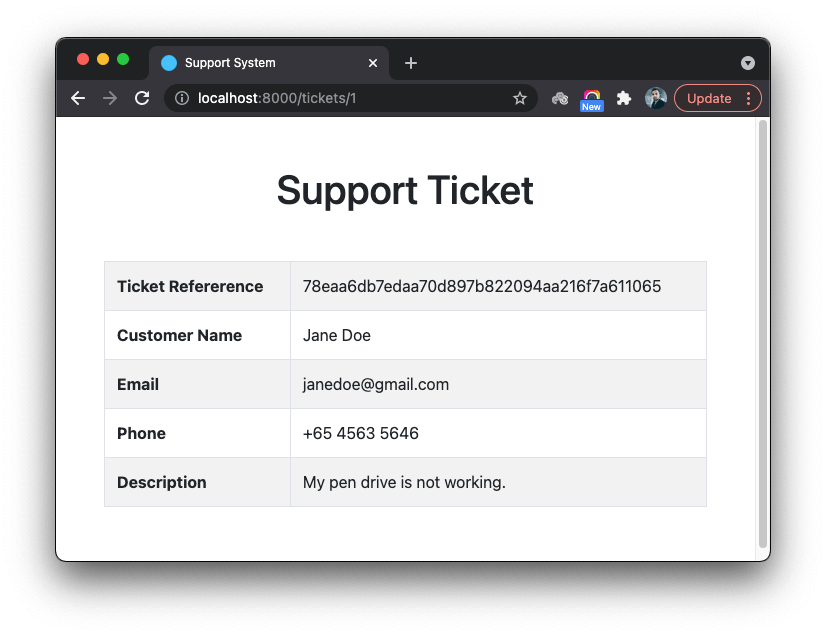 Support System
localhost:8000/tickets/1
New
Update
Support Ticket
Ticket Refererence 78eaa6db7edaa70d897b822094aa216f7a611065
Customer Name Jane Doe
Email janedoe@gmail.com
Phone +65 4563 5646
Description My pen drive is not working.